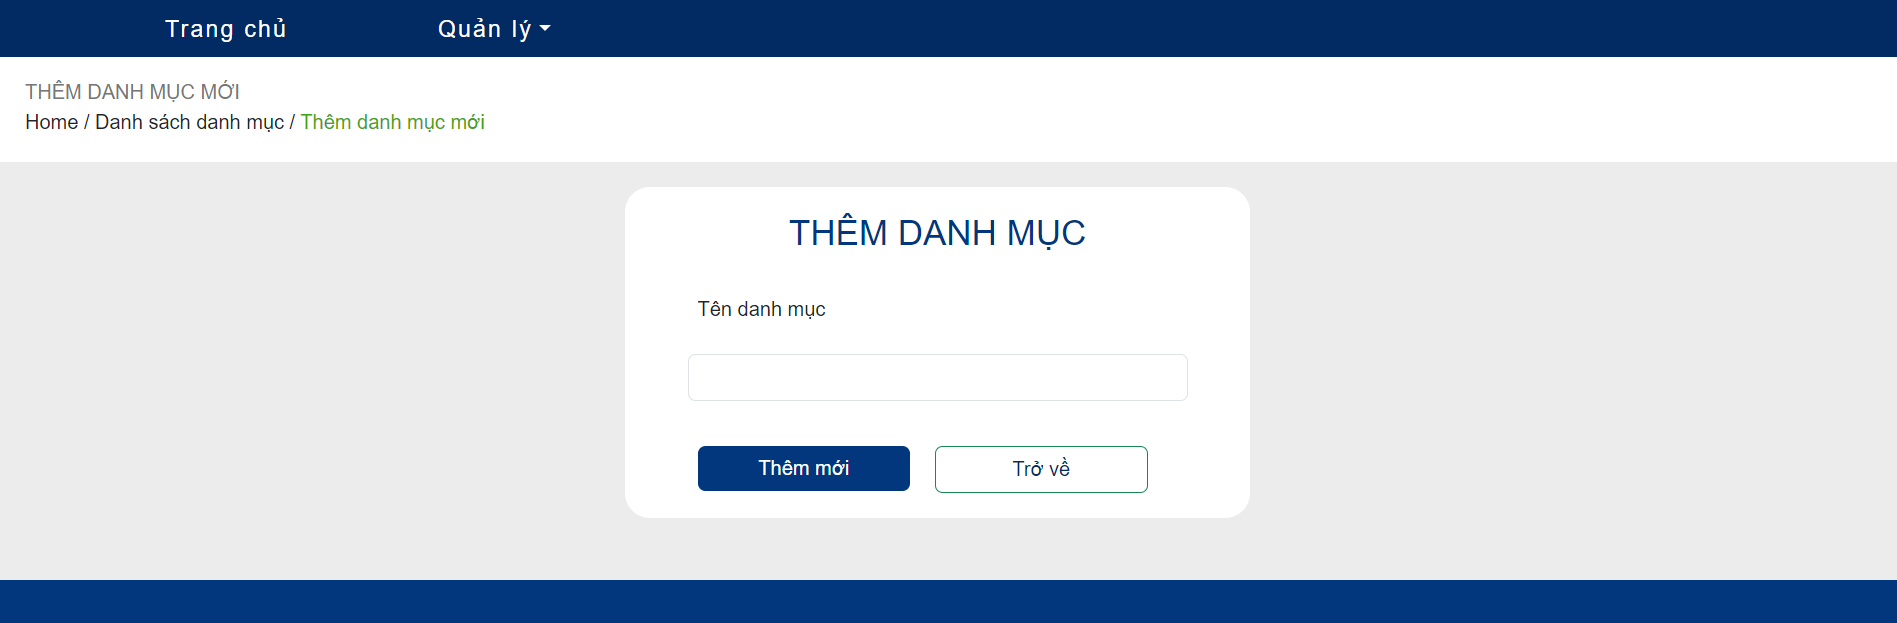 Trang chủ Quản lý
THÊM DANH MỤC MỚI
Home / Danh sách danh mục / Thêm danh mục mới
THÊM DANH MỤC
Tên danh mục
Thêm mới Trở về